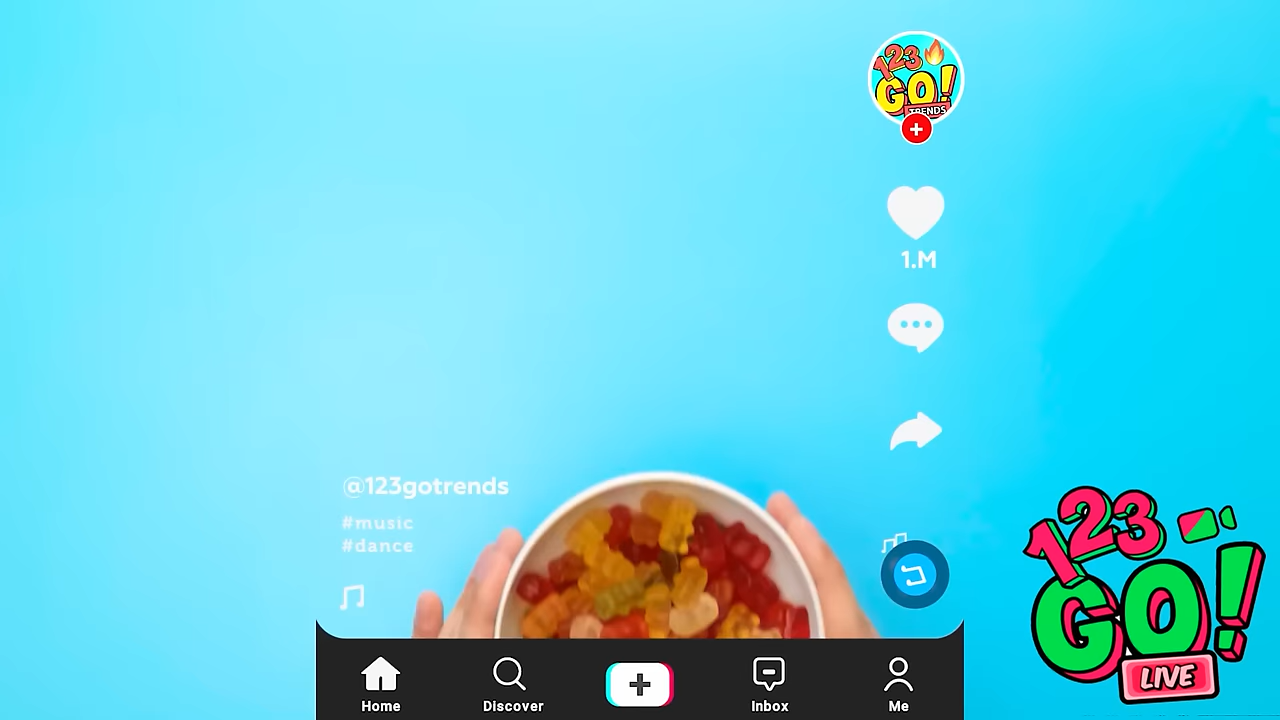 123
GO!
TRENDS
1.M
@123gotrends
#music
#dance
123
GO!
LIVE
Home
Discover
Inbox
Me